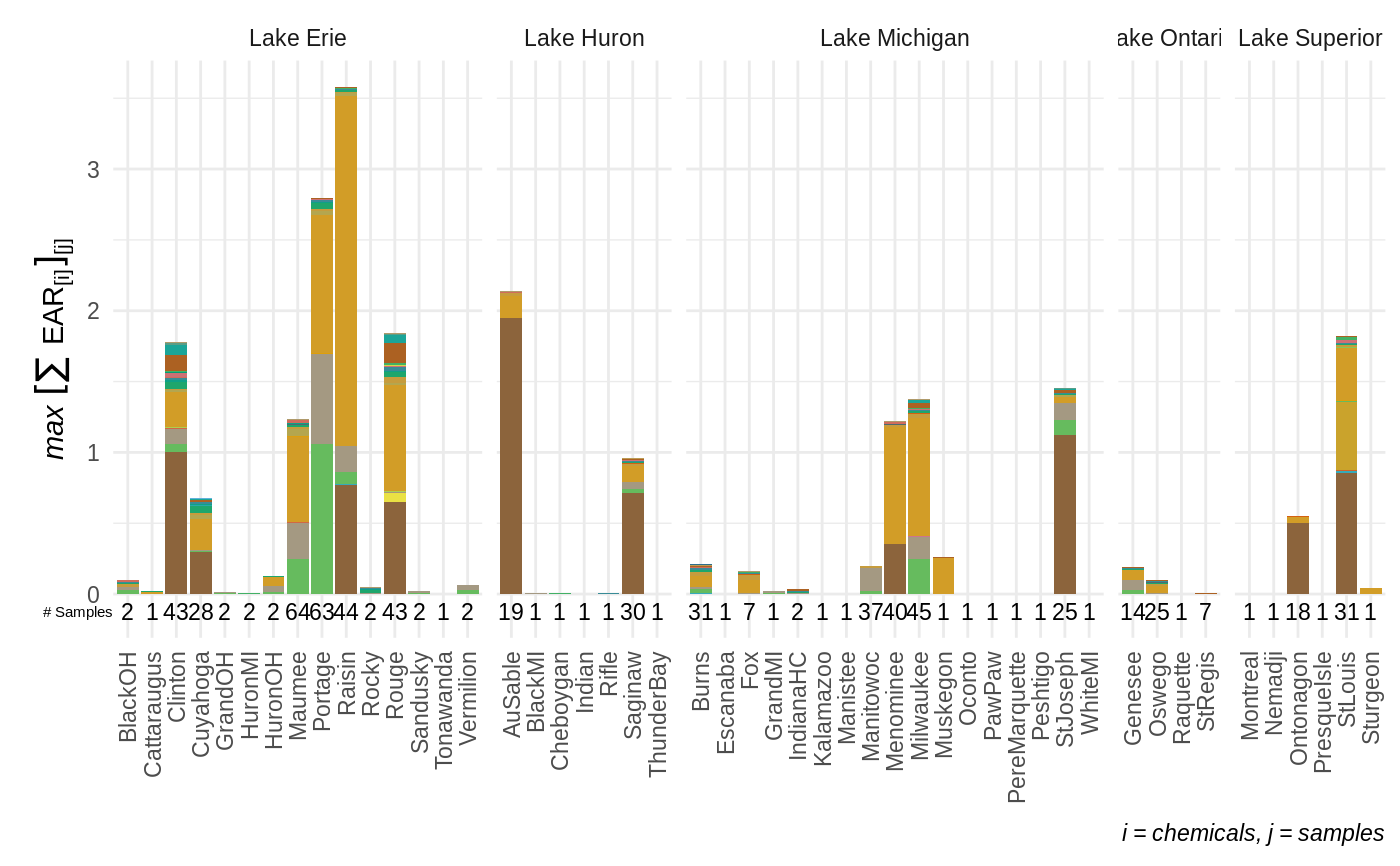 Lake Erie Lake Huron Lake Michigan ake Ontari Lake Superior
3
2
1
0
max [∑ EAR[i]][j]
# Samples 2 1 43 28 2 2 2 64 63 44 2 43 2 1 2 19 1 1 1 1 30 1 31 1 7 1 2 1 1 37 40 45 1 1 1 1 1 25 1 14 25 1 7 1 1 18 1 31 1
BlackOH
Cattaraugus
Clinton
Cuyahoga
GrandOH
HuronMI
HuronOH
Maumee
Portage
Raisin
Rocky
Rouge
Sandusky
Tonawanda
Vermilion
AuSable
BlackMI
Cheboygan
Indian
Rifle
Saginaw
ThunderBay
Burns
Escanaba
Fox
GrandMI
IndianaHC
Kalamazoo
Manistee
Manitowoc
Menominee
Milwaukee
Muskegon
Oconto
PawPaw
PereMarquette
Peshtigo
StJoseph
WhiteMI
Genesee
Oswego
Raquette
StRegis
Montreal
Nemadji
Ontonagon
PresqueIsle
StLouis
Sturgeon
i = chemicals, j = samples